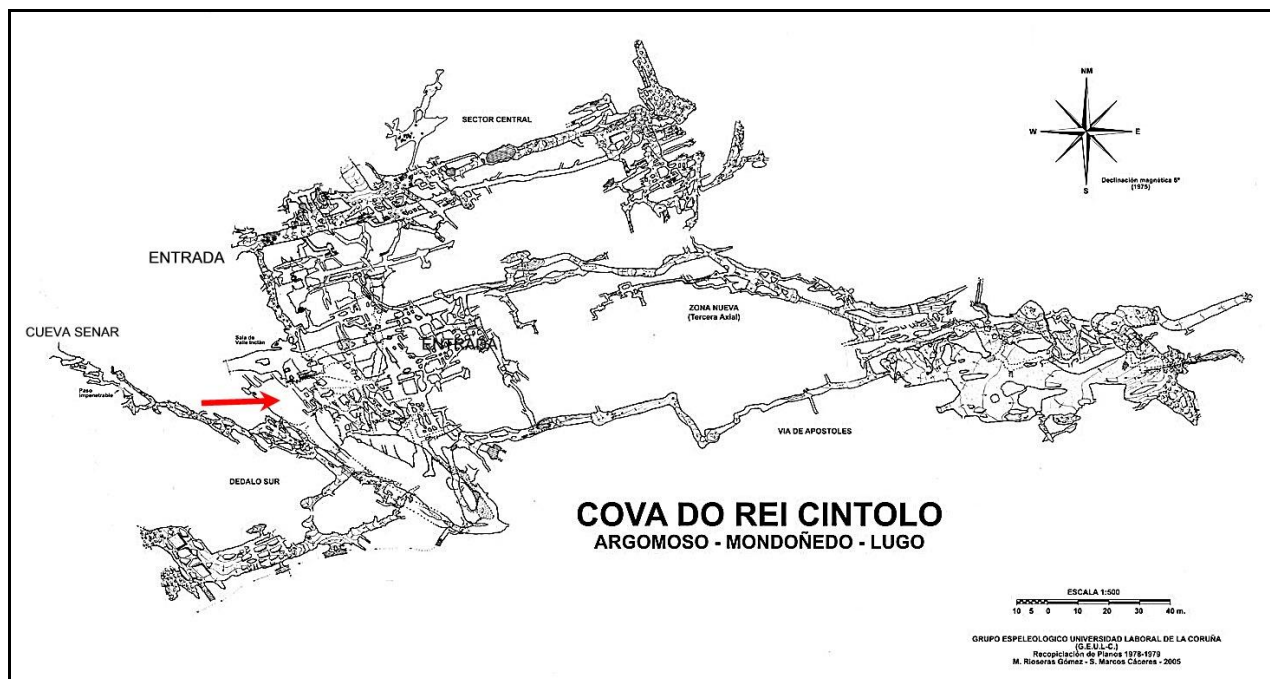 SECTOR CENTRAL
NM
W
E
S
Declinación magnética 6º
(1975)
ENTRADA
ZONA NUEVA
(Tercera Axial)
CUEVA SENAR
Sala de
Valle Inclán
ENTRADA
Paso
impenetrable
VIA DE APOSTOLES
DEDALO SUR
COVA DO REI CINTOLO
ARGOMOSO - MONDOÑEDO - LUGO
ESCALA 1:500
10 5 0 10 20 30 40 m.
GRUPO ESPELEOLOGICO UNIVERSIDAD LABORAL DE LA CORUÑA
(G.E.U.L-C.)
Recopilación de Planos 1978-1979
M. Rioseras Gómez - S. Marcos Cáceres - 2005